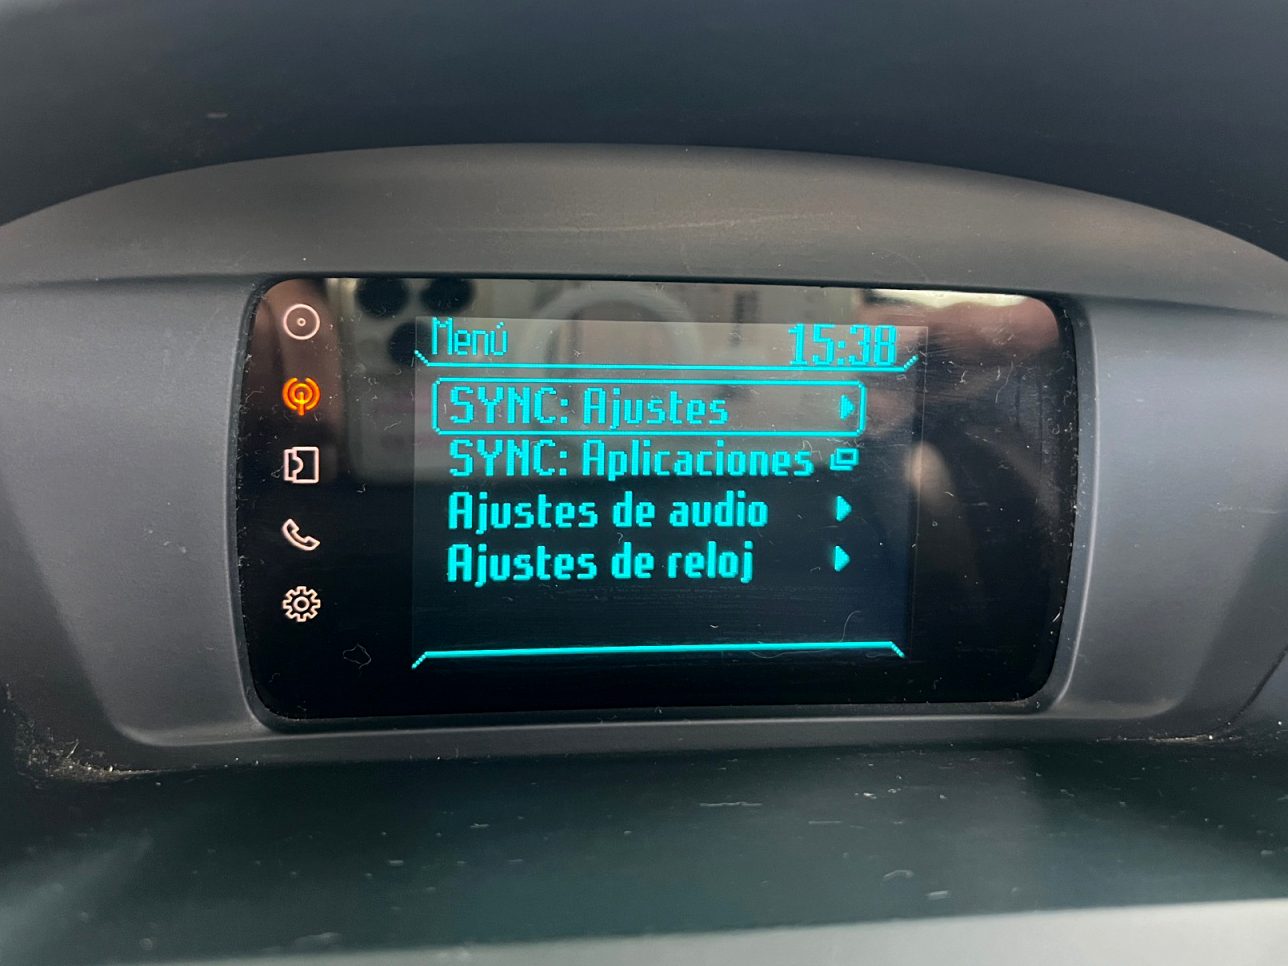 Menú 15:38
SYNC: Ajustes
SYNC: Aplicaciones
Ajustes de audio
Ajustes de reloj